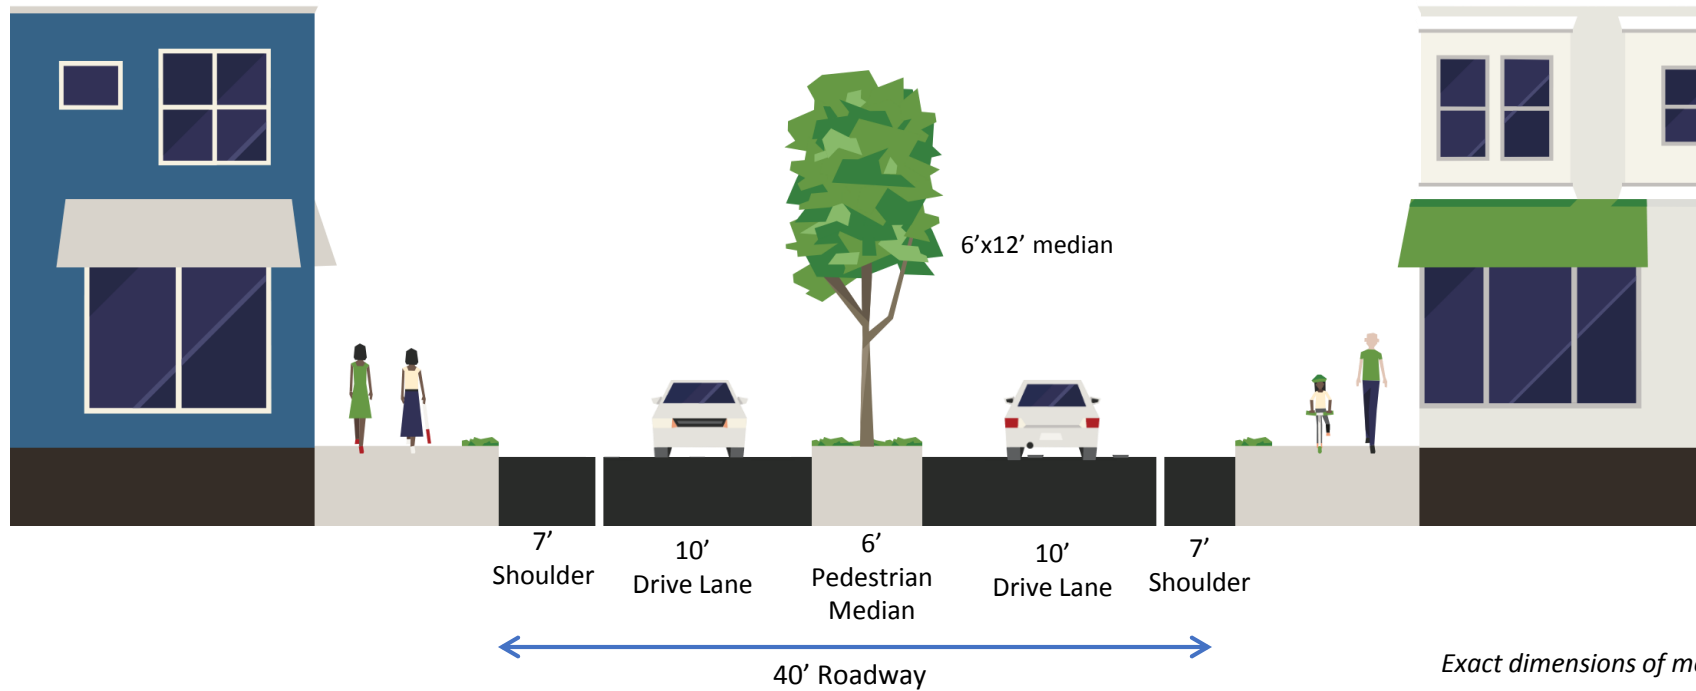 6’x12’ median
7’
Shoulder
10’
Drive Lane
6’
Pedestrian
Median
10’
Drive Lane
7’
Shoulder
40’ Roadway
Exact dimensions of